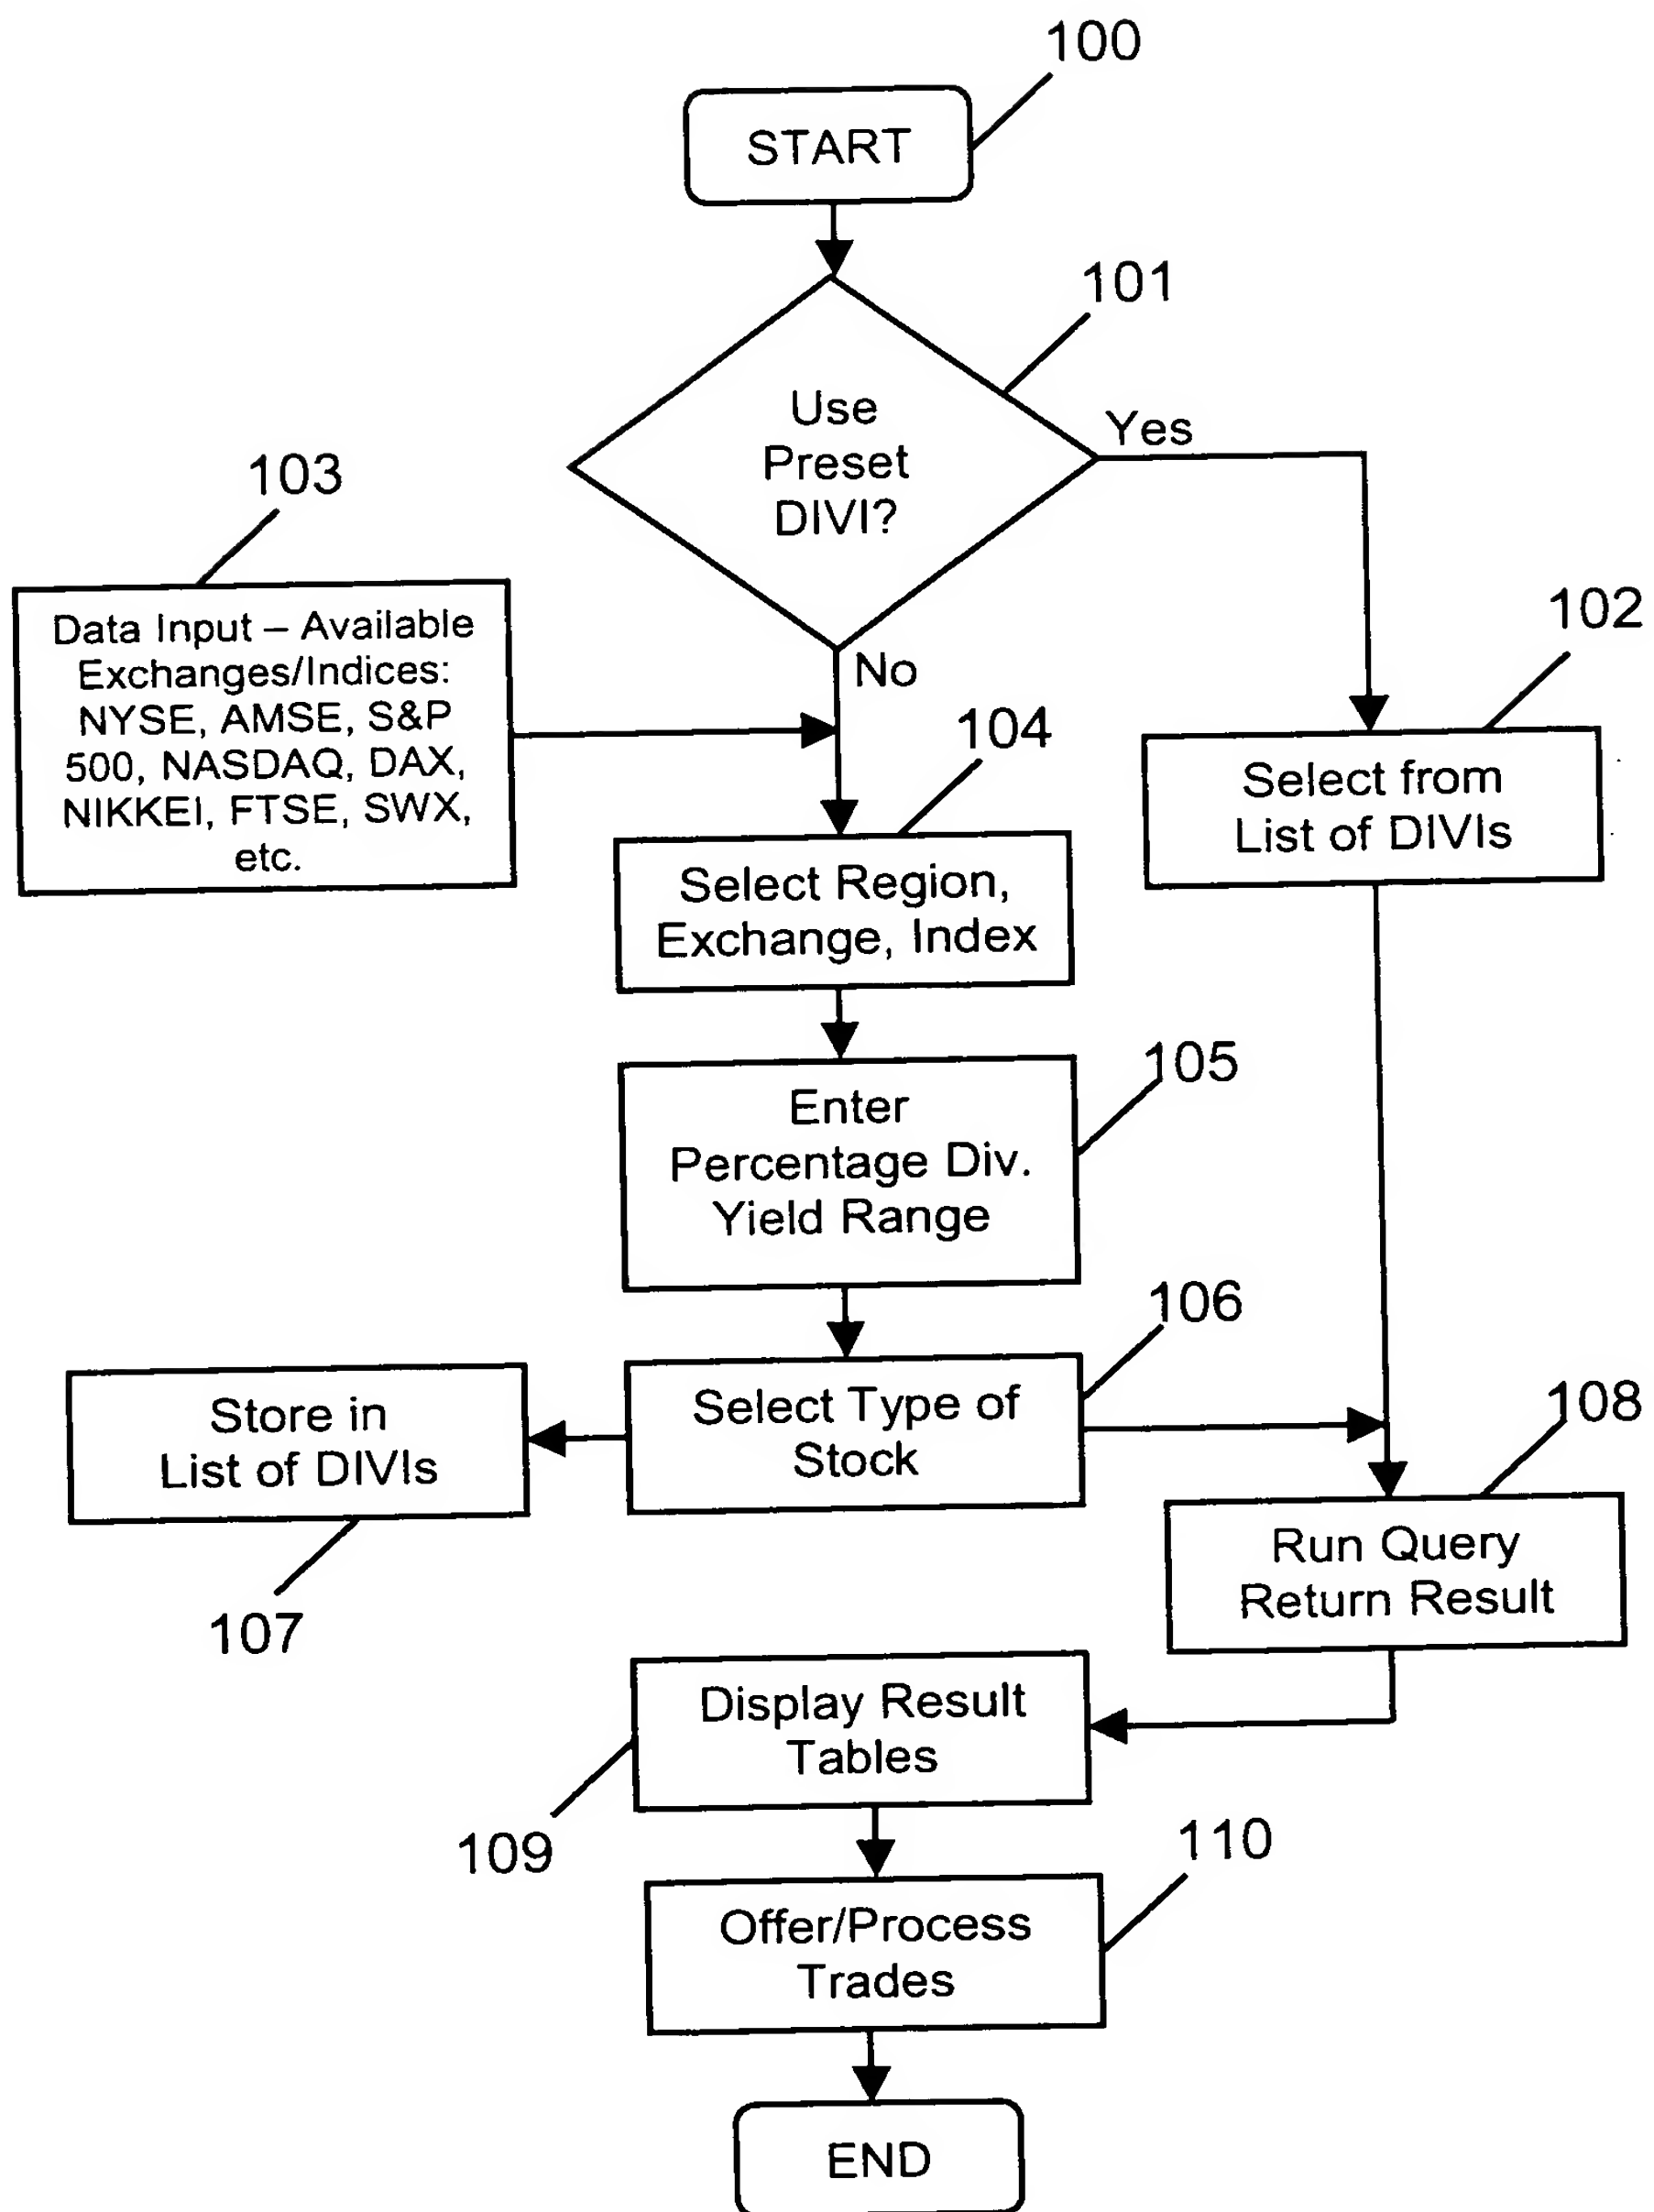 100
START
101
Use
Preset
DIVI?
Yes
103
Data Input – Available
Exchanges/Indices:
NYSE, AMSE, S&P
500, NASDAQ, DAX,
NIKKEI, FTSE, SWX,
etc.
No
102
Select from
List of DIVIs
104
Select Region,
Exchange, Index
105
Enter
Percentage Div.
Yield Range
106
Select Type of
Stock
Store in
List of DIVIs
107
108
Run Query
Return Result
Display Result
Tables
109
110
Offer/Process
Trades
END